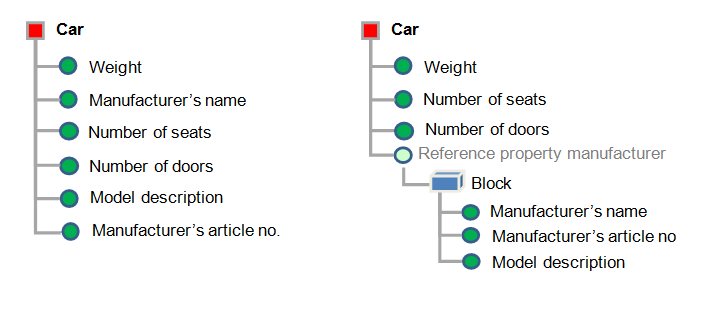 Car
Weight
Manufacturer's name
Number of seats
Number of doors
Model description
Manufacturer's article no.
Car
Weight
Number of seats
Number of doors
Reference property manufacturer
Block
Manufacturer's name
Manufacturer's article no
Model description